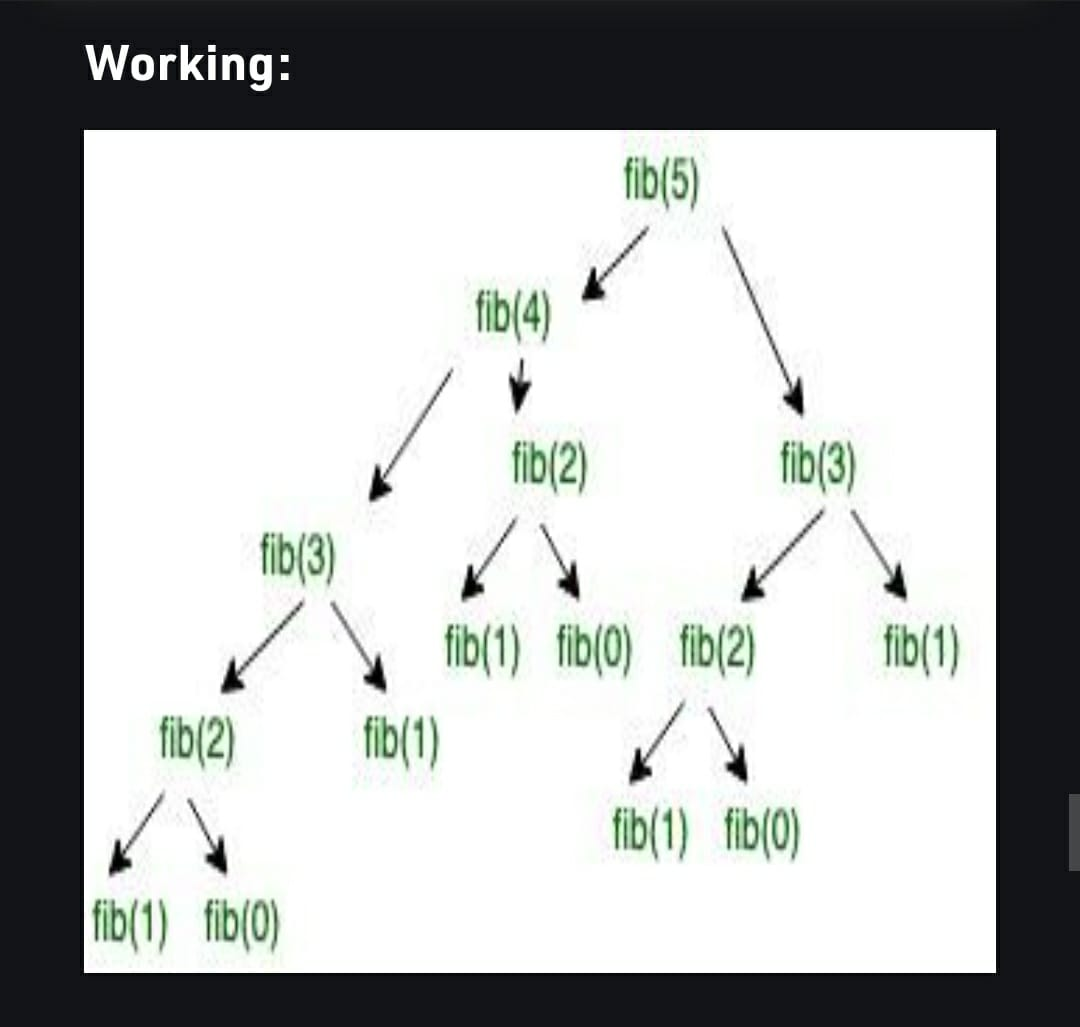 Working:
fib(5)
fib(4)
fib(2) fib(3)
fib(3)
fib(1) fib(0) fib(2) fib(1)
fib(2) fib(1)
fib(1) fib(0)
fib(1) fib(0)